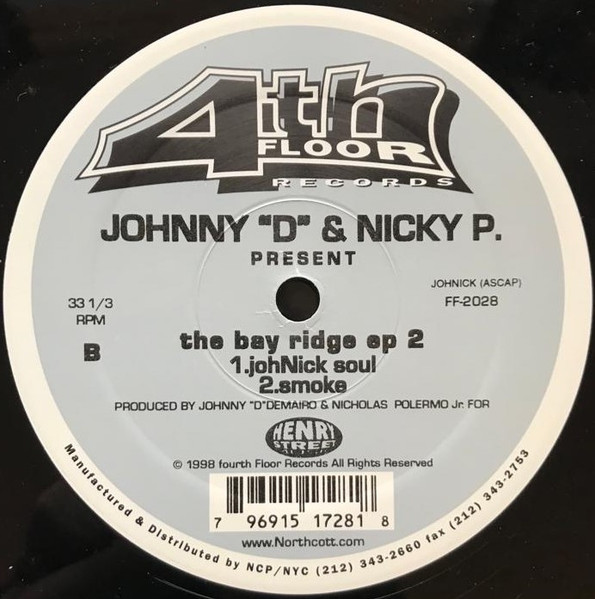 4th
FLOOR
RECORDS
JOHNNY "D" & NICKY P.
PRESENT
JOHNICK (ASCAP)
FF-2028
33 1/3
RPM
B
the bay ridge ep 2
1.johNick soul
2.smoke
PRODUCED BY JOHNNY "D"DEMAIRO & NICHOLAS POLERMO Jr. FOR
HENRY
STREET
© 1998 fourth Floor Records All Rights Reserved
7 96915 17281 8
www.Northcott.com
Manufactured & Distributed by NCP/NYC (212) 343-2660 fax (212) 343-2753